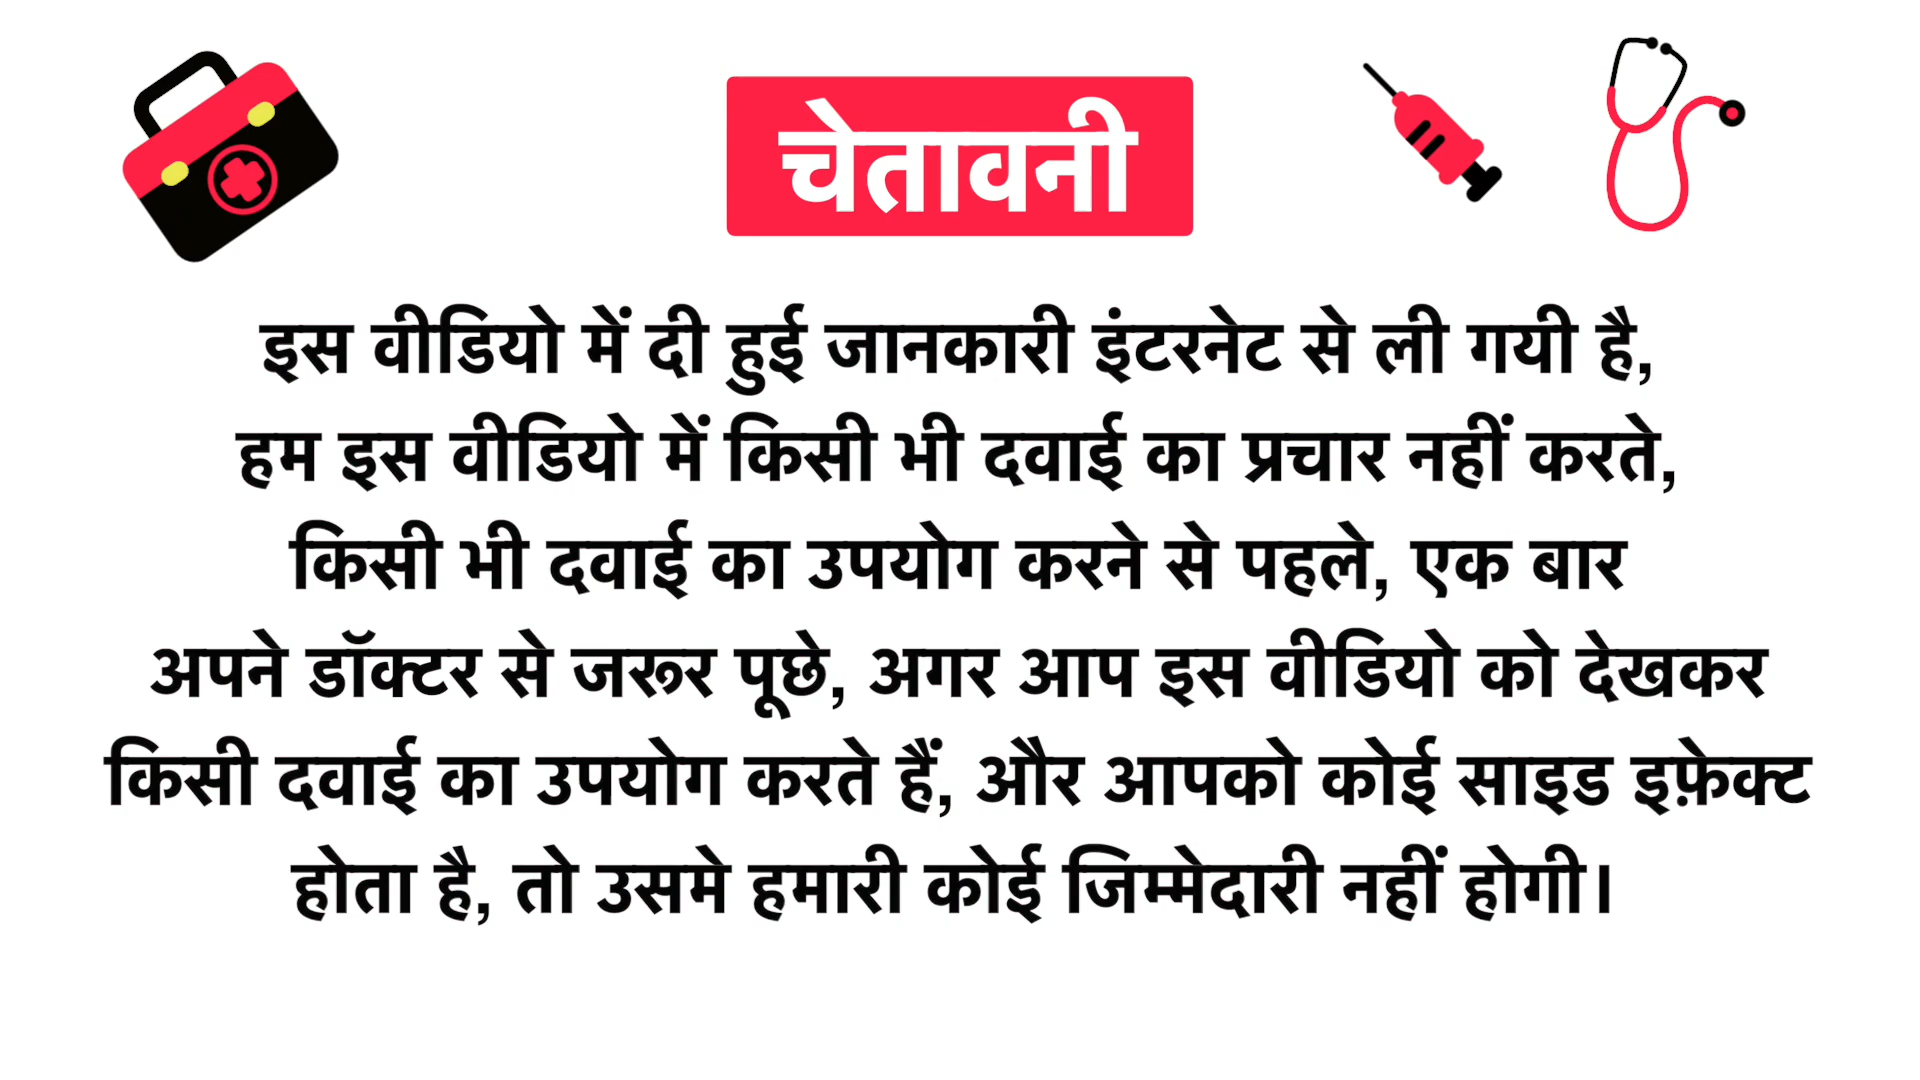 चेतावनी
इस वीडियो में दी हुई जानकारी इंटरनेट से ली गयी है,
हम इस वीडियो में किसी भी दवाई का प्रचार नहीं करते,
किसी भी दवाई का उपयोग करने से पहले, एक बार
अपने डॉक्टर से जरूर पूछे, अगर आप इस वीडियो को देखकर
किसी दवाई का उपयोग करते हैं, और आपको कोई साइड इफ़ेक्ट
होता है, तो उसमे हमारी कोई जिम्मेदारी नहीं होगी।